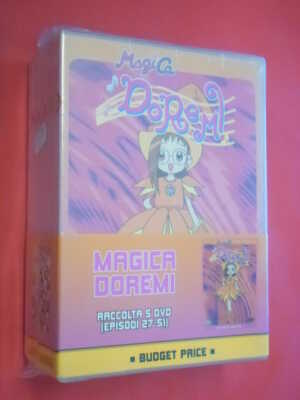 Magica
DoReMi
MAGICA
DOREMI
RACCOLTA 5 DVD
(EPISODI 27-51)
BUDGET PRICE